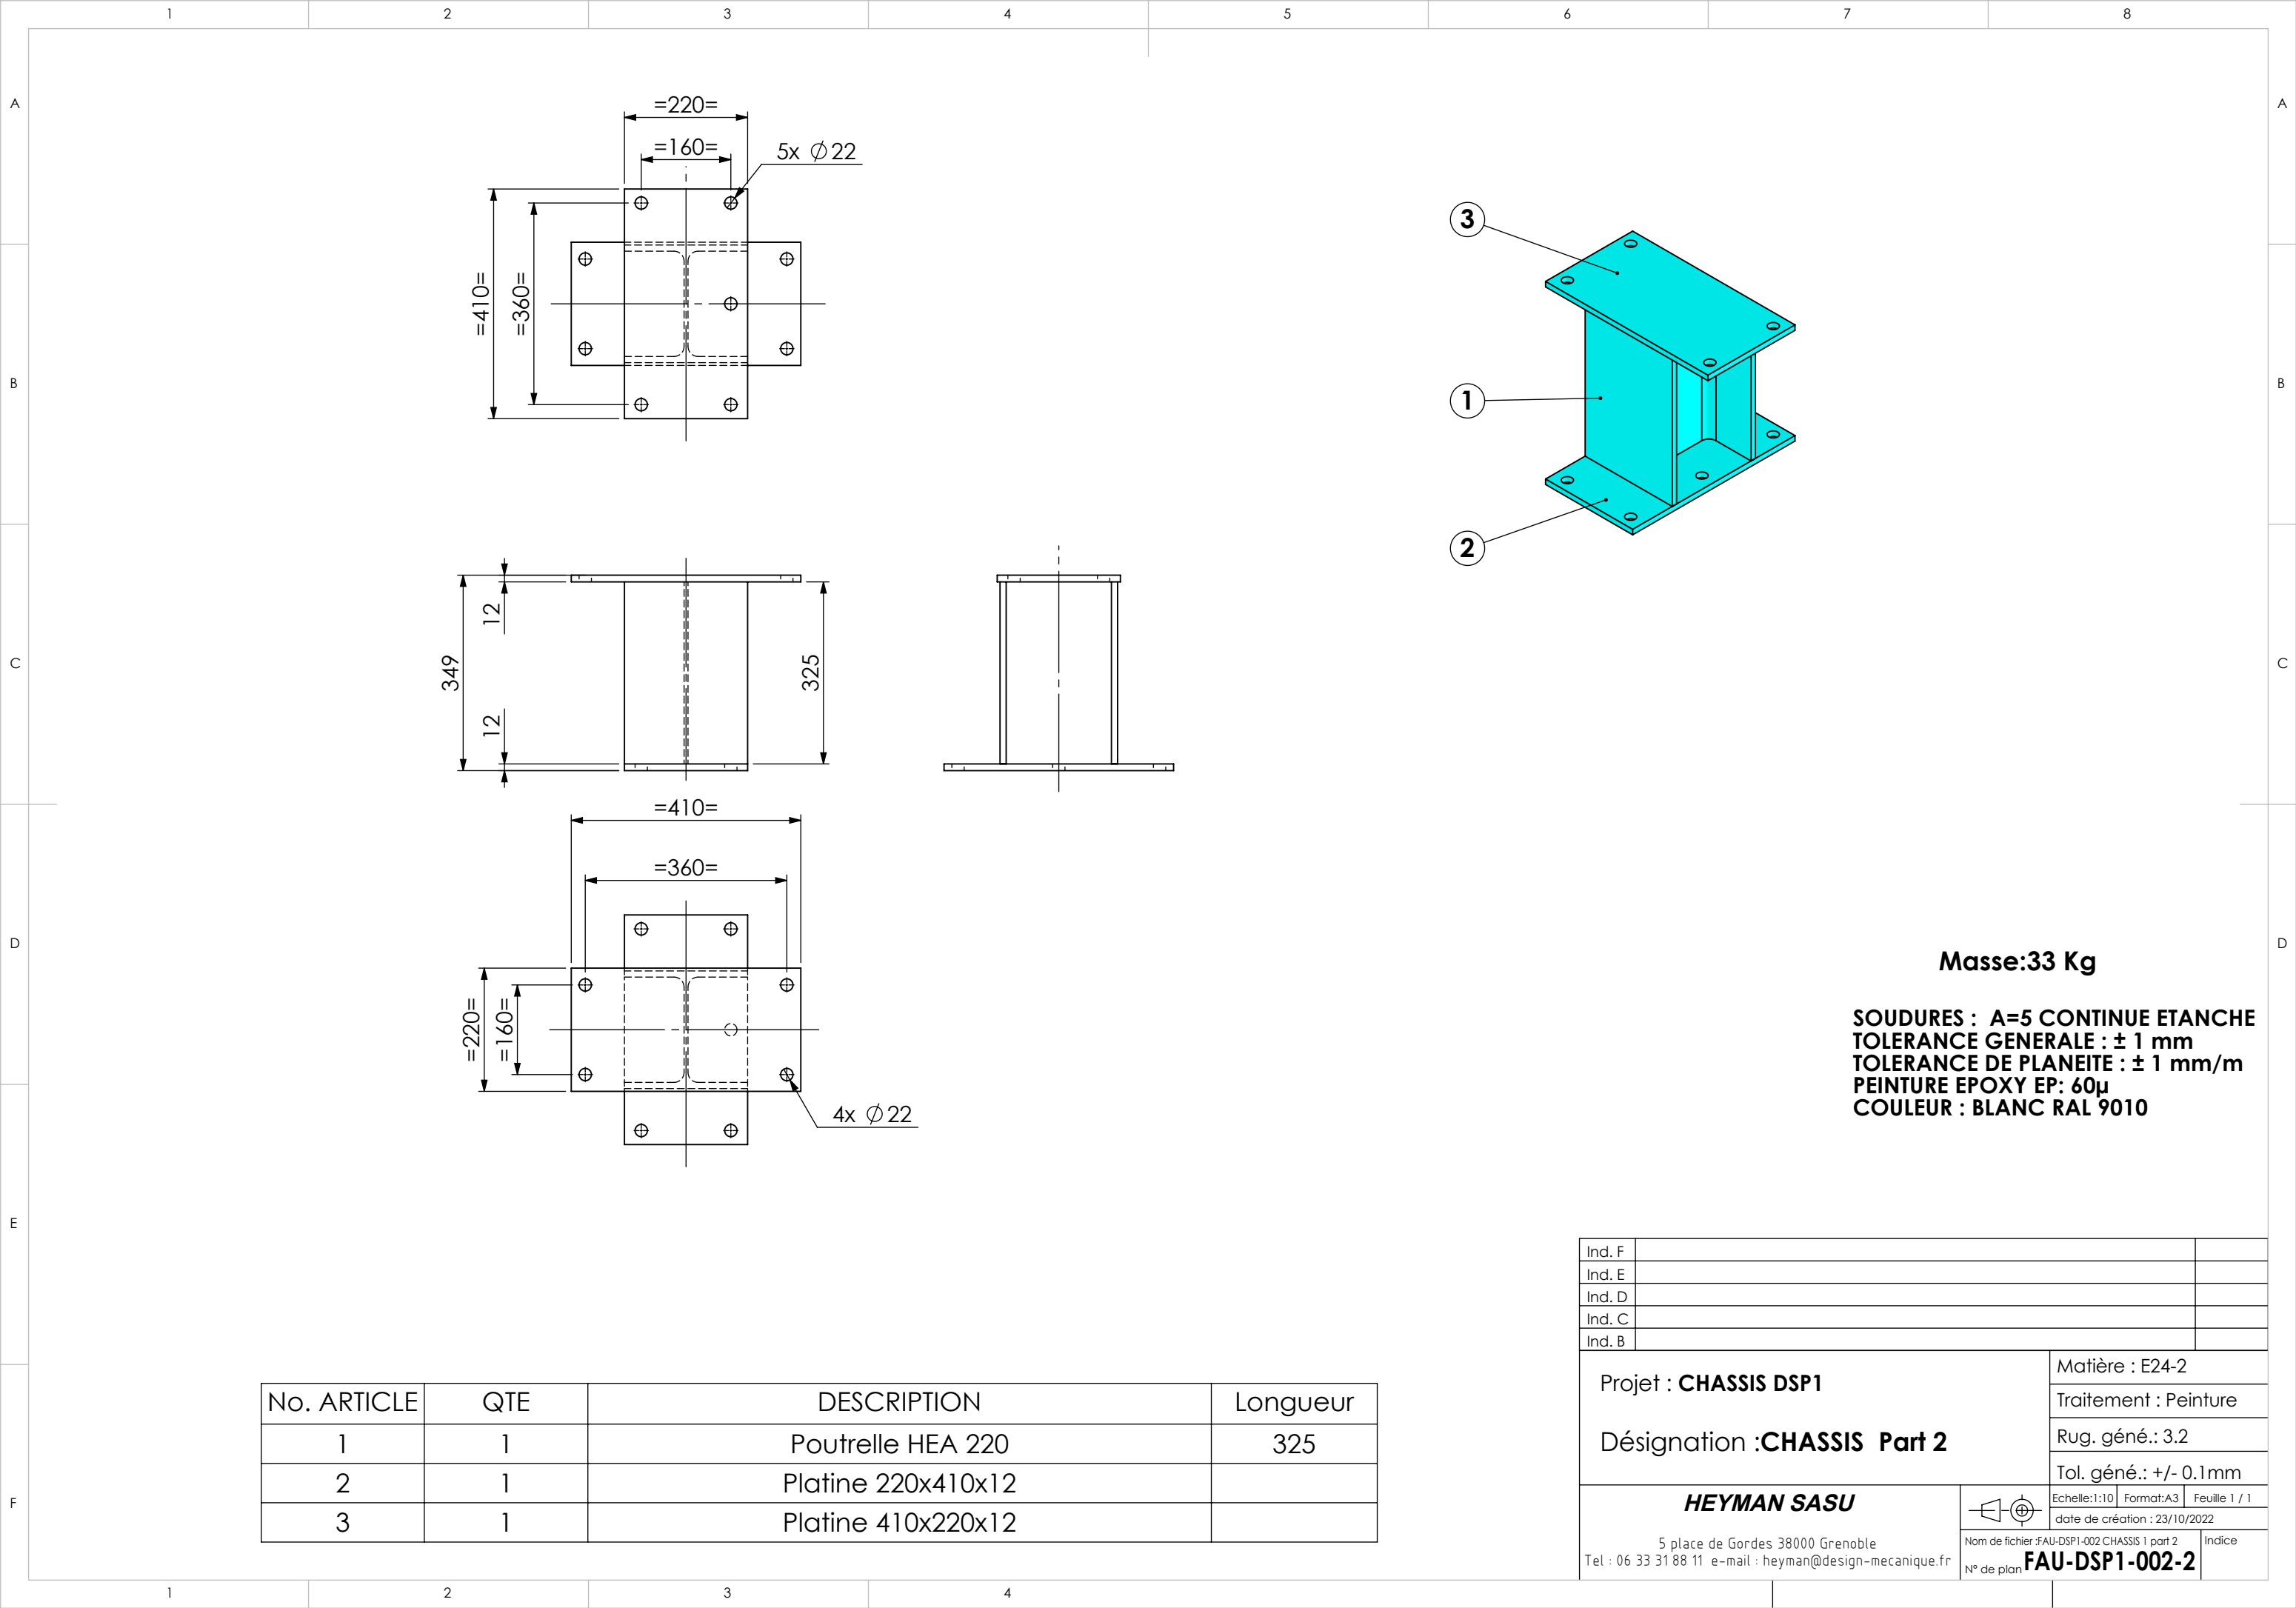 1 2 3 4 5 6 7 8
A A
B B
C C
D D
E
F
1 2 3 4
=220=
=160=
5x ∅22
=410=
=360=
12
349
325
12
=410=
=360=
=220=
=160=
4x ∅22
3
1
2
Masse:33 Kg
SOUDURES : A=5 CONTINUE ETANCHE
TOLERANCE GENERALE : ± 1 mm
TOLERANCE DE PLANEITE : ± 1 mm/m
PEINTURE EPOXY EP: 60µ
COULEUR : BLANC RAL 9010
No. ARTICLE QTE DESCRIPTION Longueur
1 1 Poutrelle HEA 220 325
2 1 Platine 220x410x12
3 1 Platine 410x220x12
Ind. F
Ind. E
Ind. D
Ind. C
Ind. B
Projet : CHASSIS DSP1
Désignation :CHASSIS Part 2
Matière : E24-2
Traitement : Peinture
Rug. géné.: 3.2
Tol. géné.: +/- 0.1mm
HEYMAN SASU
5 place de Gordes 38000 Grenoble
Tel : 06 33 31 88 11 e-mail : heyman@design-mecanique.fr
Echelle:1:10 Format:A3 Feuille 1 / 1
date de création : 23/10/2022
Nom de fichier :FAU-DSP1-002 CHASSIS 1 part 2 Indice
N° de plan FAU-DSP1-002-2